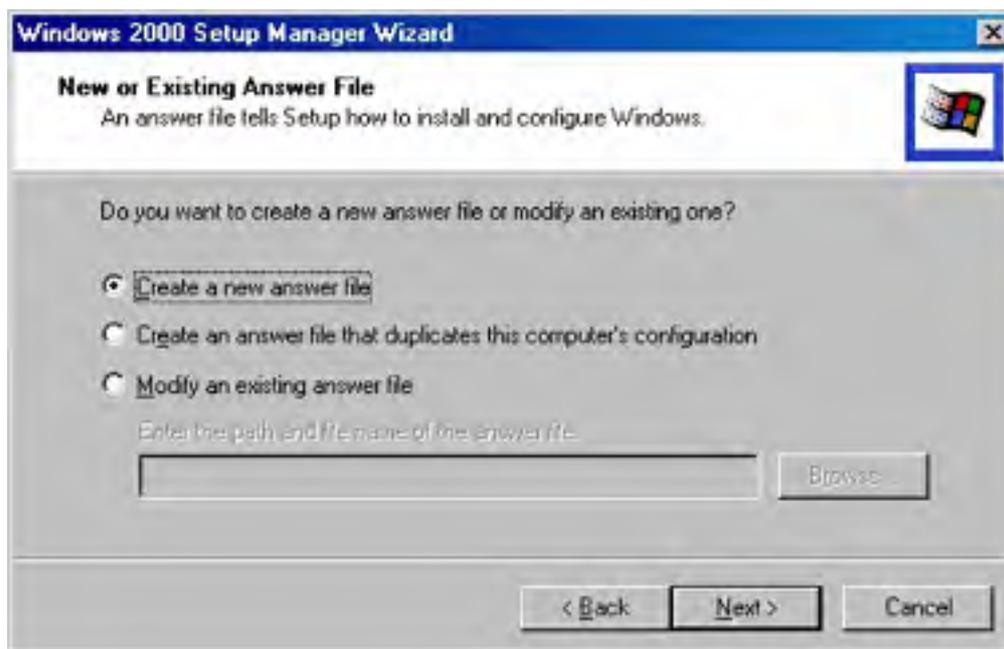 Windows 2000 Setup Manager Wizard
New or Existing Answer File
An answer file tells Setup how to install and configure Windows.
Do you want to create a new answer file or modify an existing one?
Create a new answer file
Create an answer file that duplicates this computer's configuration
Modify an existing answer file
Enter the path and file name of the answer file.
Browse...
< Back
Next >
Cancel